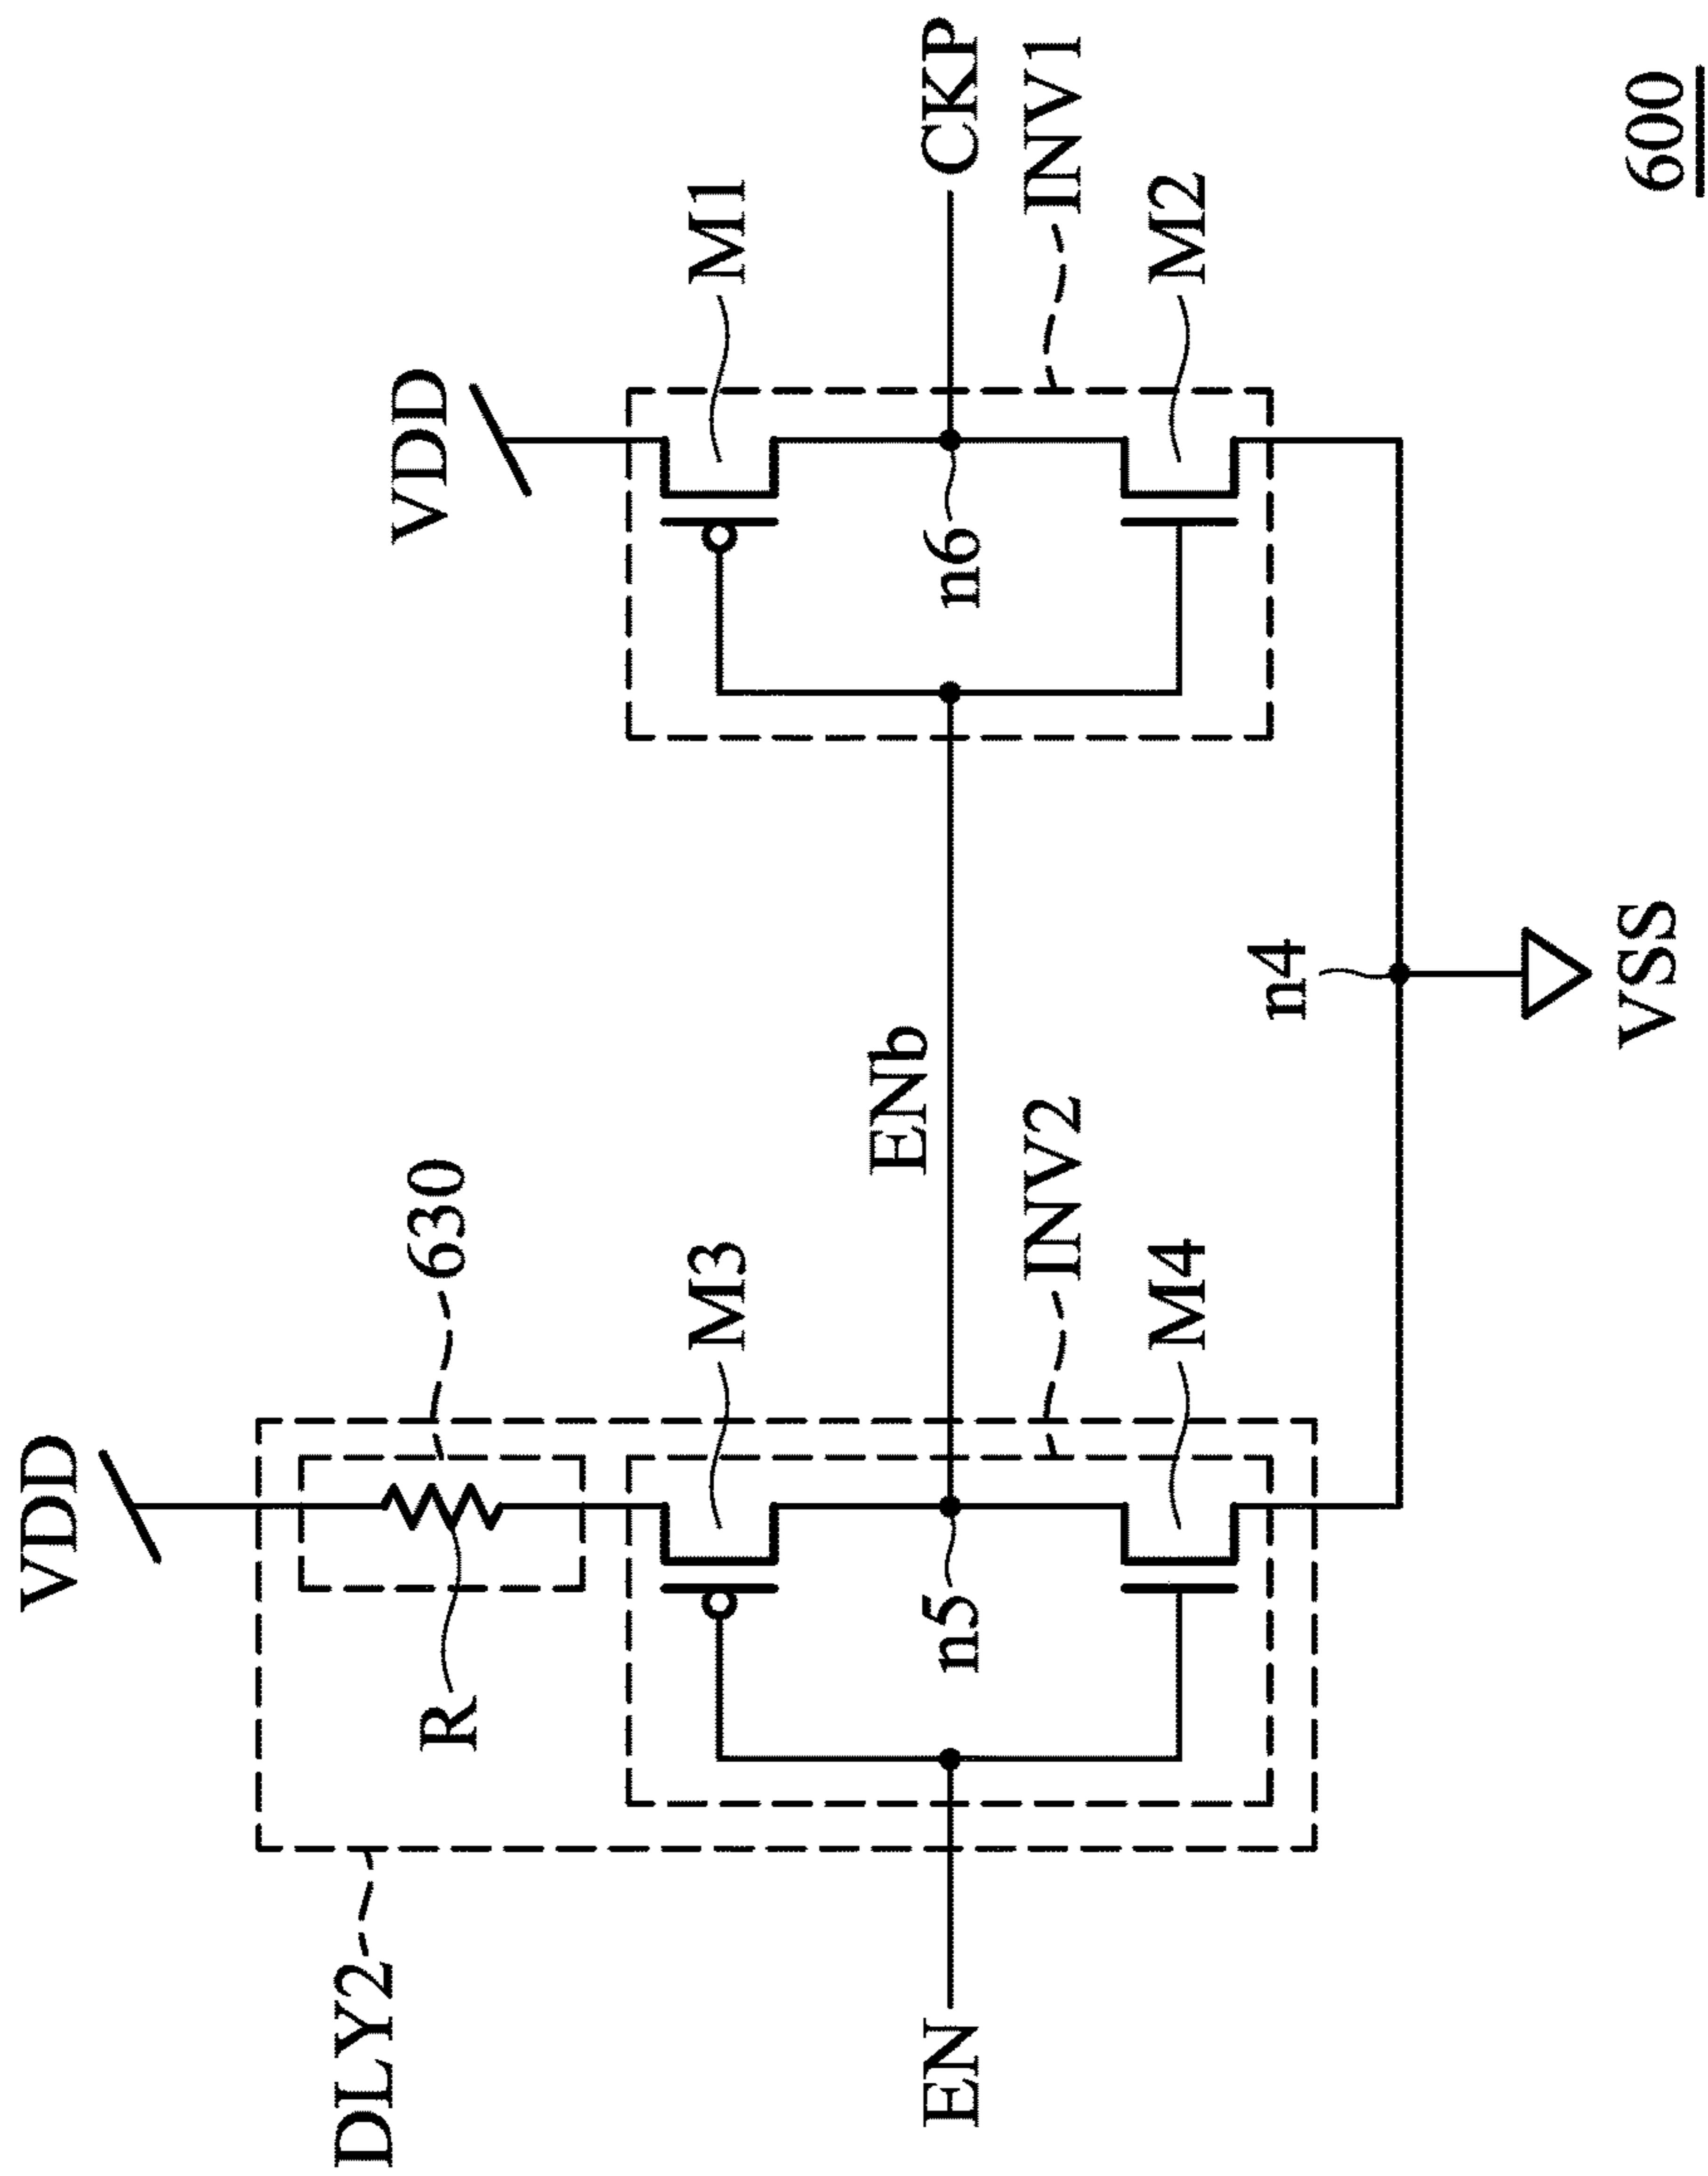 VDD
630
VDD
DLY2
R
M3
M1
ENb
EN
n5
n6
CKP
INV2
INV1
M4
M2
n4
VSS
600